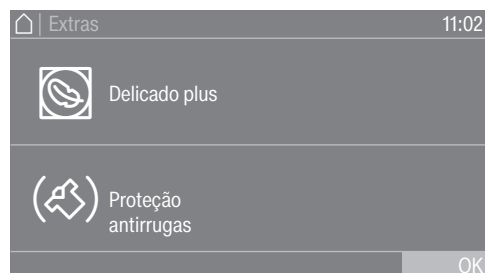 | Extras 11:02
Delicado plus
Proteção
antirrugas
OK